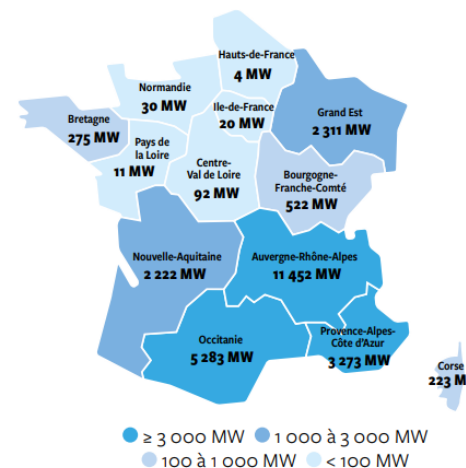 Hauts-de-France
4 MW
Normandie
30 MW
Ile-de-France
20 MW
Grand Est
2 311 MW
Bretagne
275 MW
Pays de
la Loire
11 MW
Centre-
Val de Loire
92 MW
Bourgogne-
Franche-Comté
522 MW
Nouvelle-Aquitaine
2 222 MW
Auvergne-Rhône-Alpes
11 452 MW
Occitanie
5 283 MW
Provence-Alpes-
Côte d'Azur
3 273 MW
Corse
223 M
≥ 3 000 MW
1 000 à 3 000 MW
100 à 1 000 MW
< 100 MW